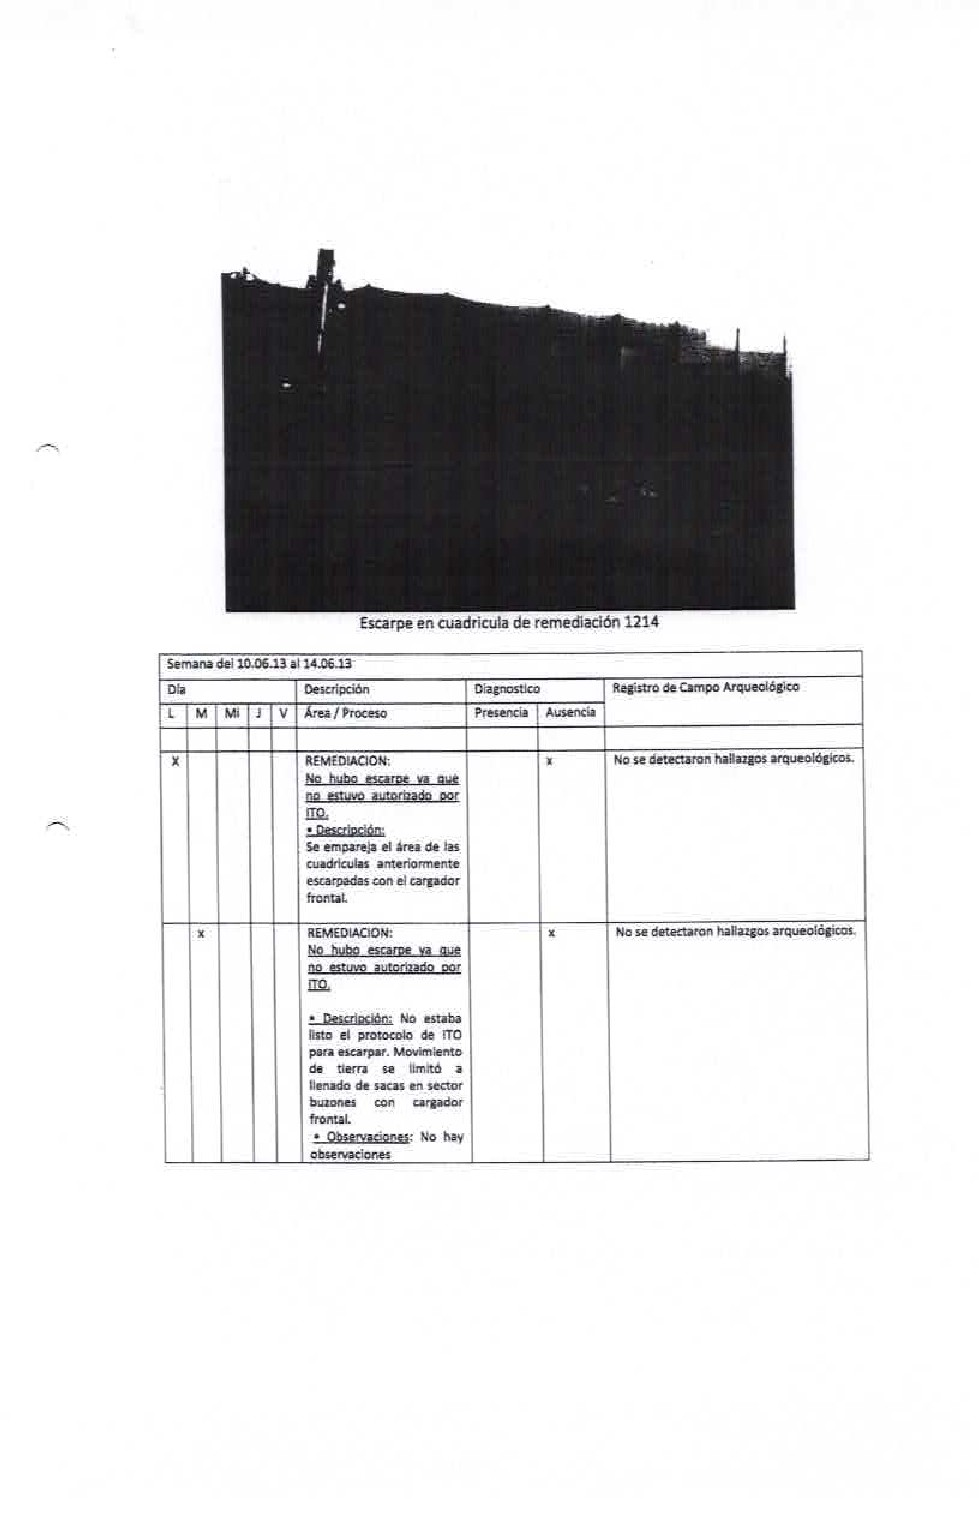 Escarpe en cuadricula de remediación 1214
Semana del 10.06.13 al 14.06.13
Día Descripción Diagnostico Registro de Campo Arqueológico
L M Mi J V Área / Proceso Presencia Ausencia
X REMEDIACION: x No se detectaron hallazgos arqueológicos.
No hubo escarpe ya que
no estuvo autorizado por
ITO.
• Descripción:
Se empareja el área de las
cuadriculas anteriormente
escarpadas con el cargador
frontal.
x REMEDIACION: x No se detectaron hallazgos arqueológicos.
No hubo escarpe ya que
no estuvo autorizado por
ITO.
• Descripción: No estaba
listo el protocolo de ITO
para escarpar. Movimiento
de tierra se limitó a
llenado de sacas en sector
buzones con cargador
frontal.
• Observaciones: No hay
observaciones